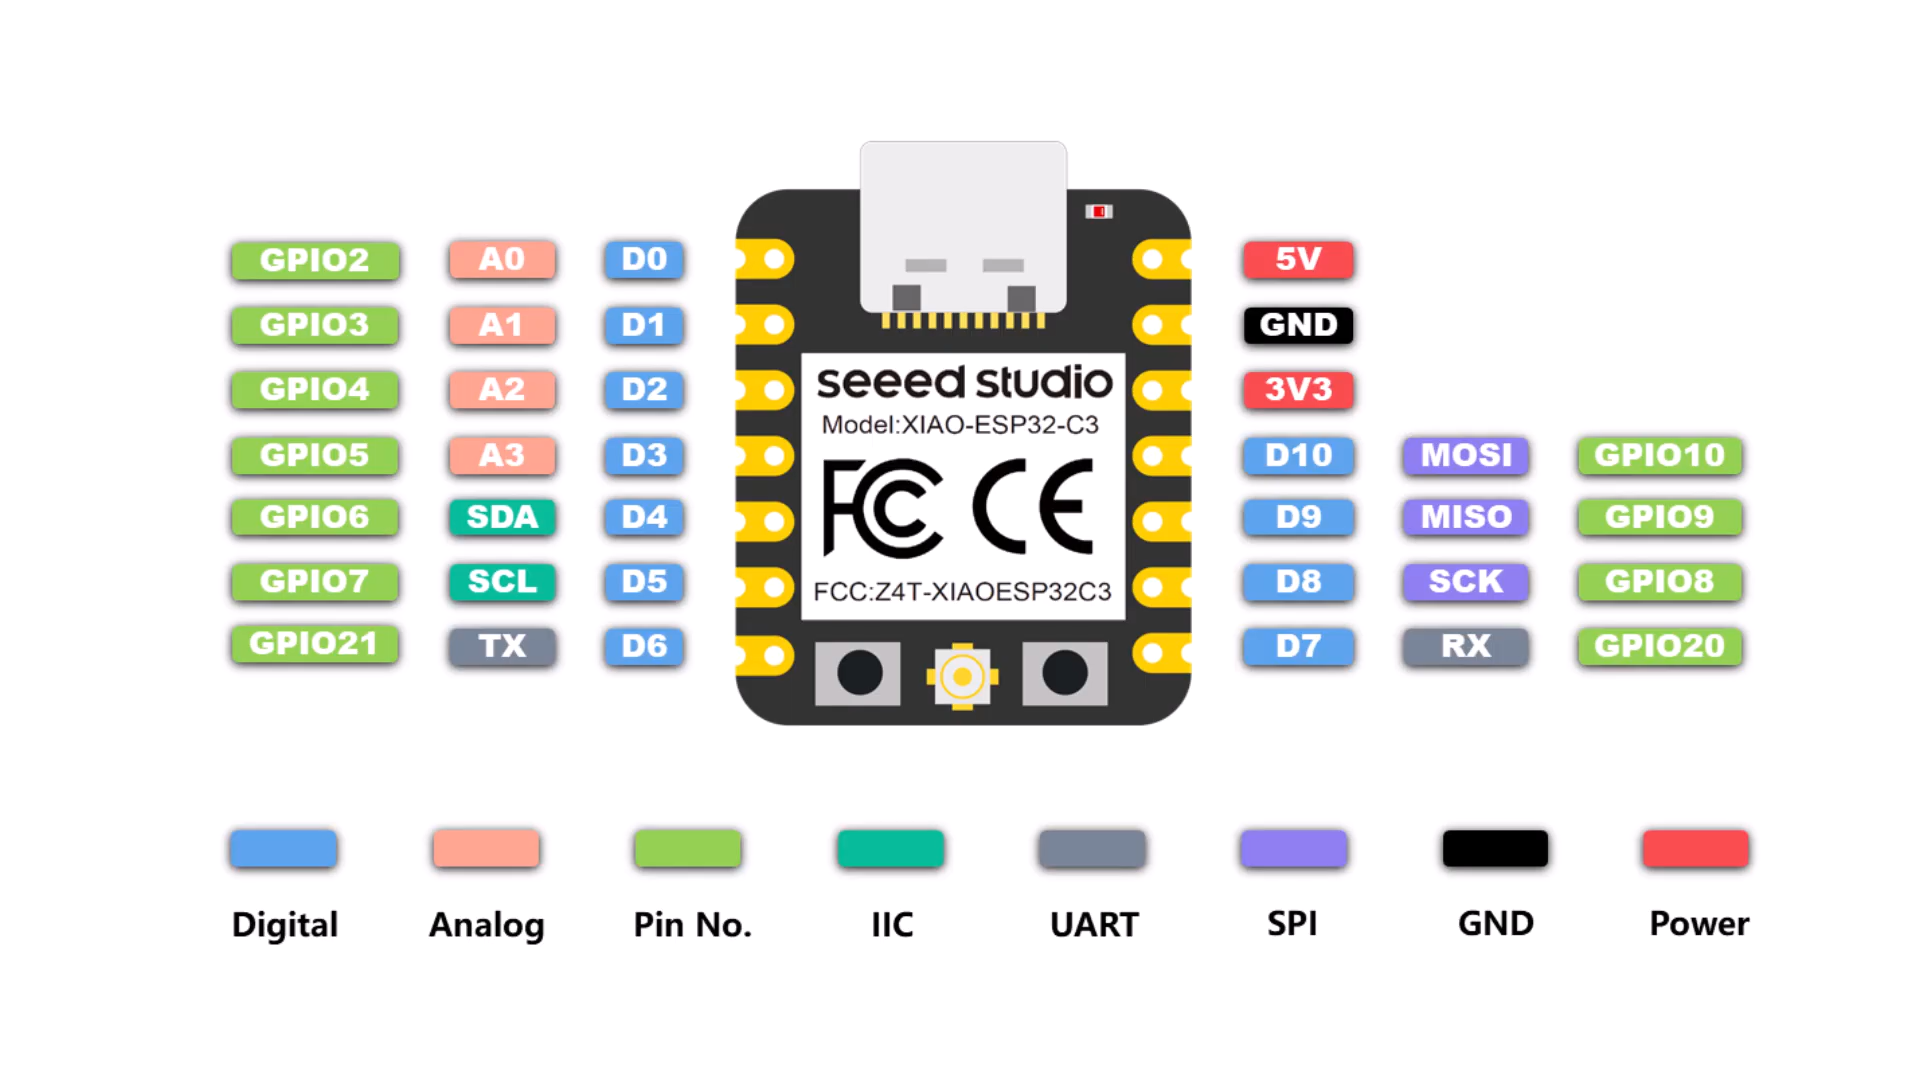 GPIO2 A0 D0 5V
GPIO3 A1 D1 GND
GPIO4 A2 D2 3V3
GPIO5 A3 D3 D10 MOSI GPIO10
GPIO6 SDA D4 D9 MISO GPIO9
GPIO7 SCL D5 D8 SCK GPIO8
GPIO21 TX D6 D7 RX GPIO20
seeed studio
Model:XIAO-ESP32-C3
FC CE
FCC:Z4T-XIAOESP32C3
Digital Analog Pin No. IIC UART SPI GND Power